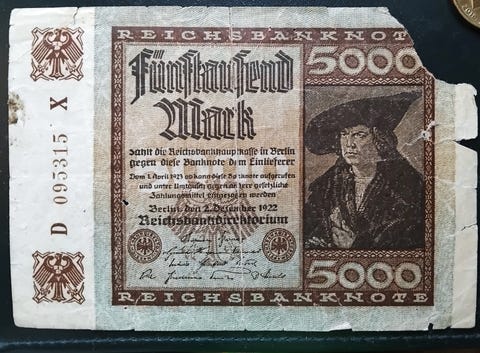 REICHSBANKNOT
5000
Fünftausend
Mark
zahlt die Reichsbankhauptkasse in Berlin
gegen diese Banknote dem Einlieferer
Vom 1. April 1923 ab kann diese Banknote aufgerufen
und unter Umtausch gegen andere gesetzliche
Zahlungsmittel eingezogen werden
Berlin, den 2. Dezember 1922
Reichsbankdirektorium
D 095315 X
5000
REICHSBANKNOTE